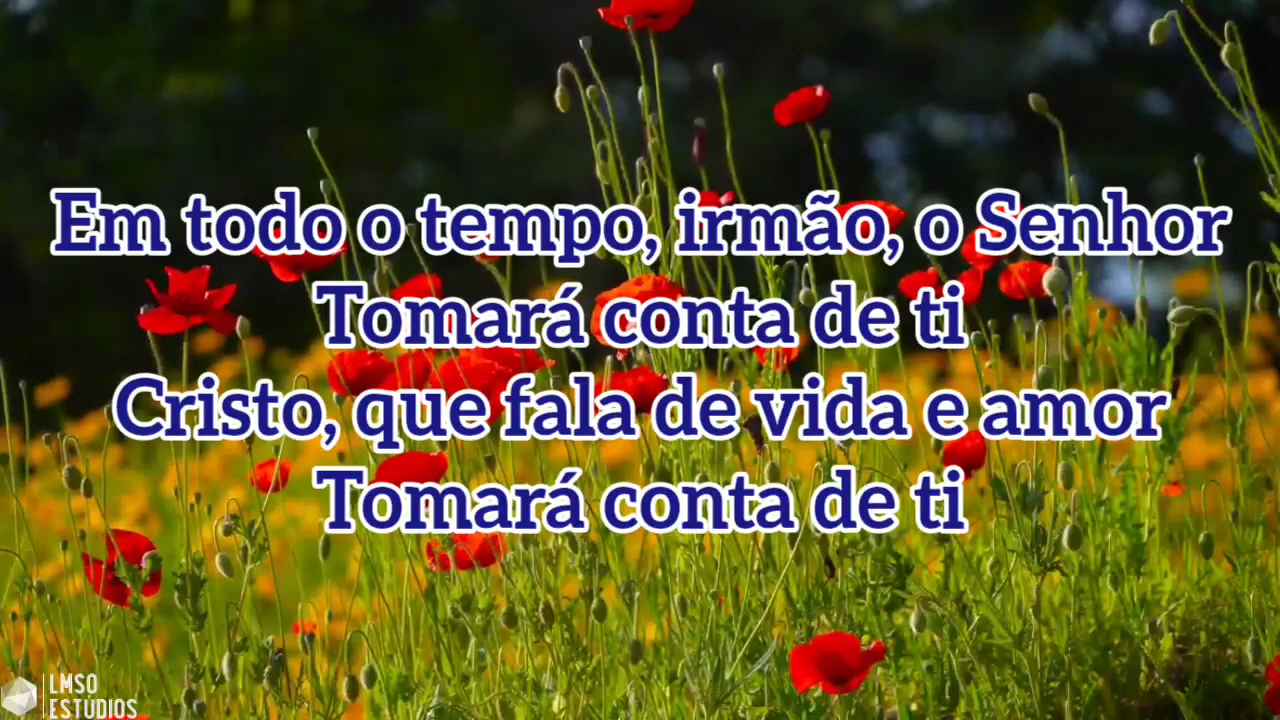 Em todo o tempo, irmão, o Senhor
Tomará conta de ti
Cristo, que fala de vida e amor
Tomará conta de ti
LMSO
ESTÚDIOS